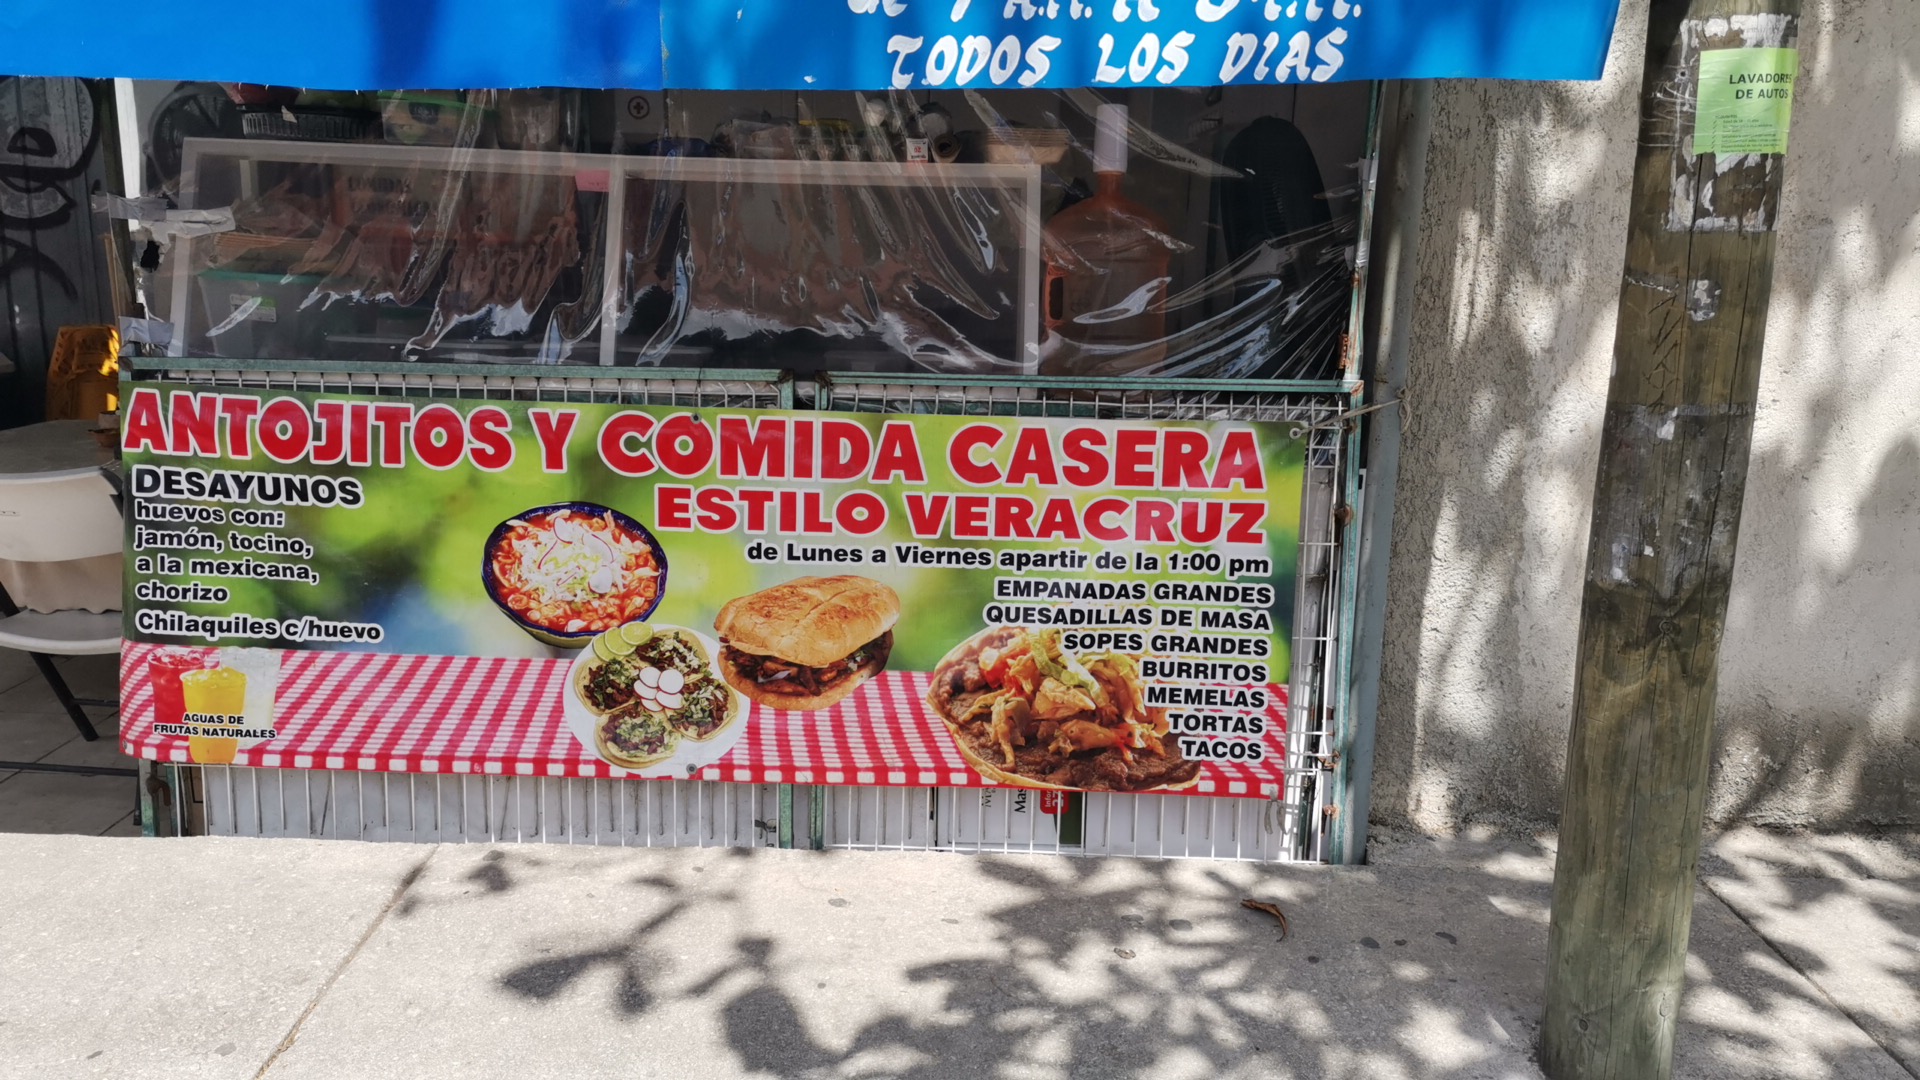 TODOS LOS DIAS
LAVADORES
DE AUTOS
ANTOJITOS Y COMIDA CASERA
ESTILO VERACRUZ
de Lunes a Viernes apartir de la 1:00 pm
DESAYUNOS
huevos con:
jamón, tocino,
a la mexicana,
chorizo
Chilaquiles c/huevo
EMPANADAS GRANDES
QUESADILLAS DE MASA
SOPES GRANDES
BURRITOS
MEMELAS
TORTAS
TACOS
AGUAS DE
FRUTAS NATURALES